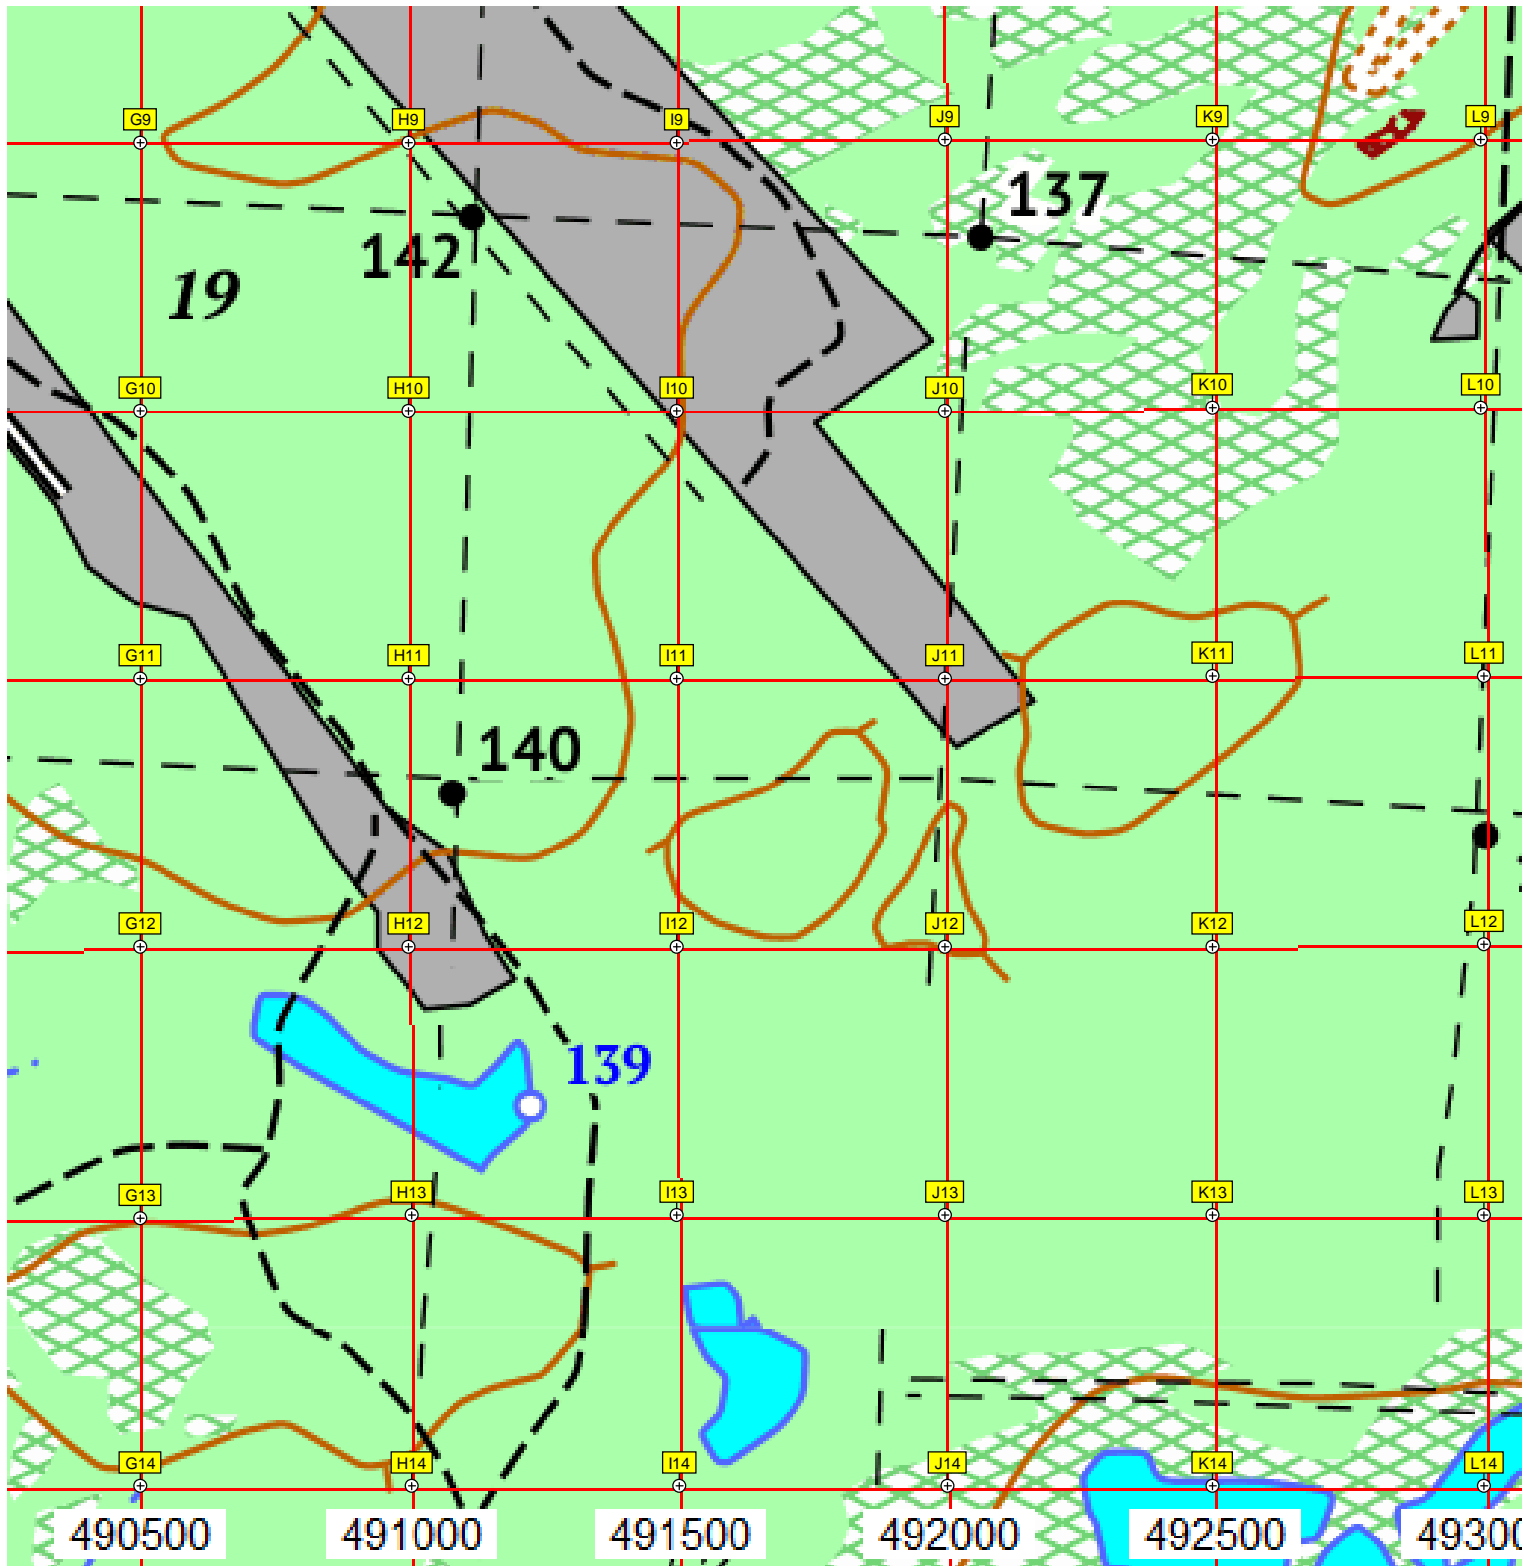 G9 H9 I9 J9 K9 L9
137
142
19
G10 H10 I10 J10 K10 L10
G11 H11 I11 J11 K11 L11
140
G12 H12 I12 J12 K12 L12
139
G13 H13 I13 J13 K13 L13
G14 H14 I14 J14 K14 L14
490500 491000 491500 492000 492500 49300